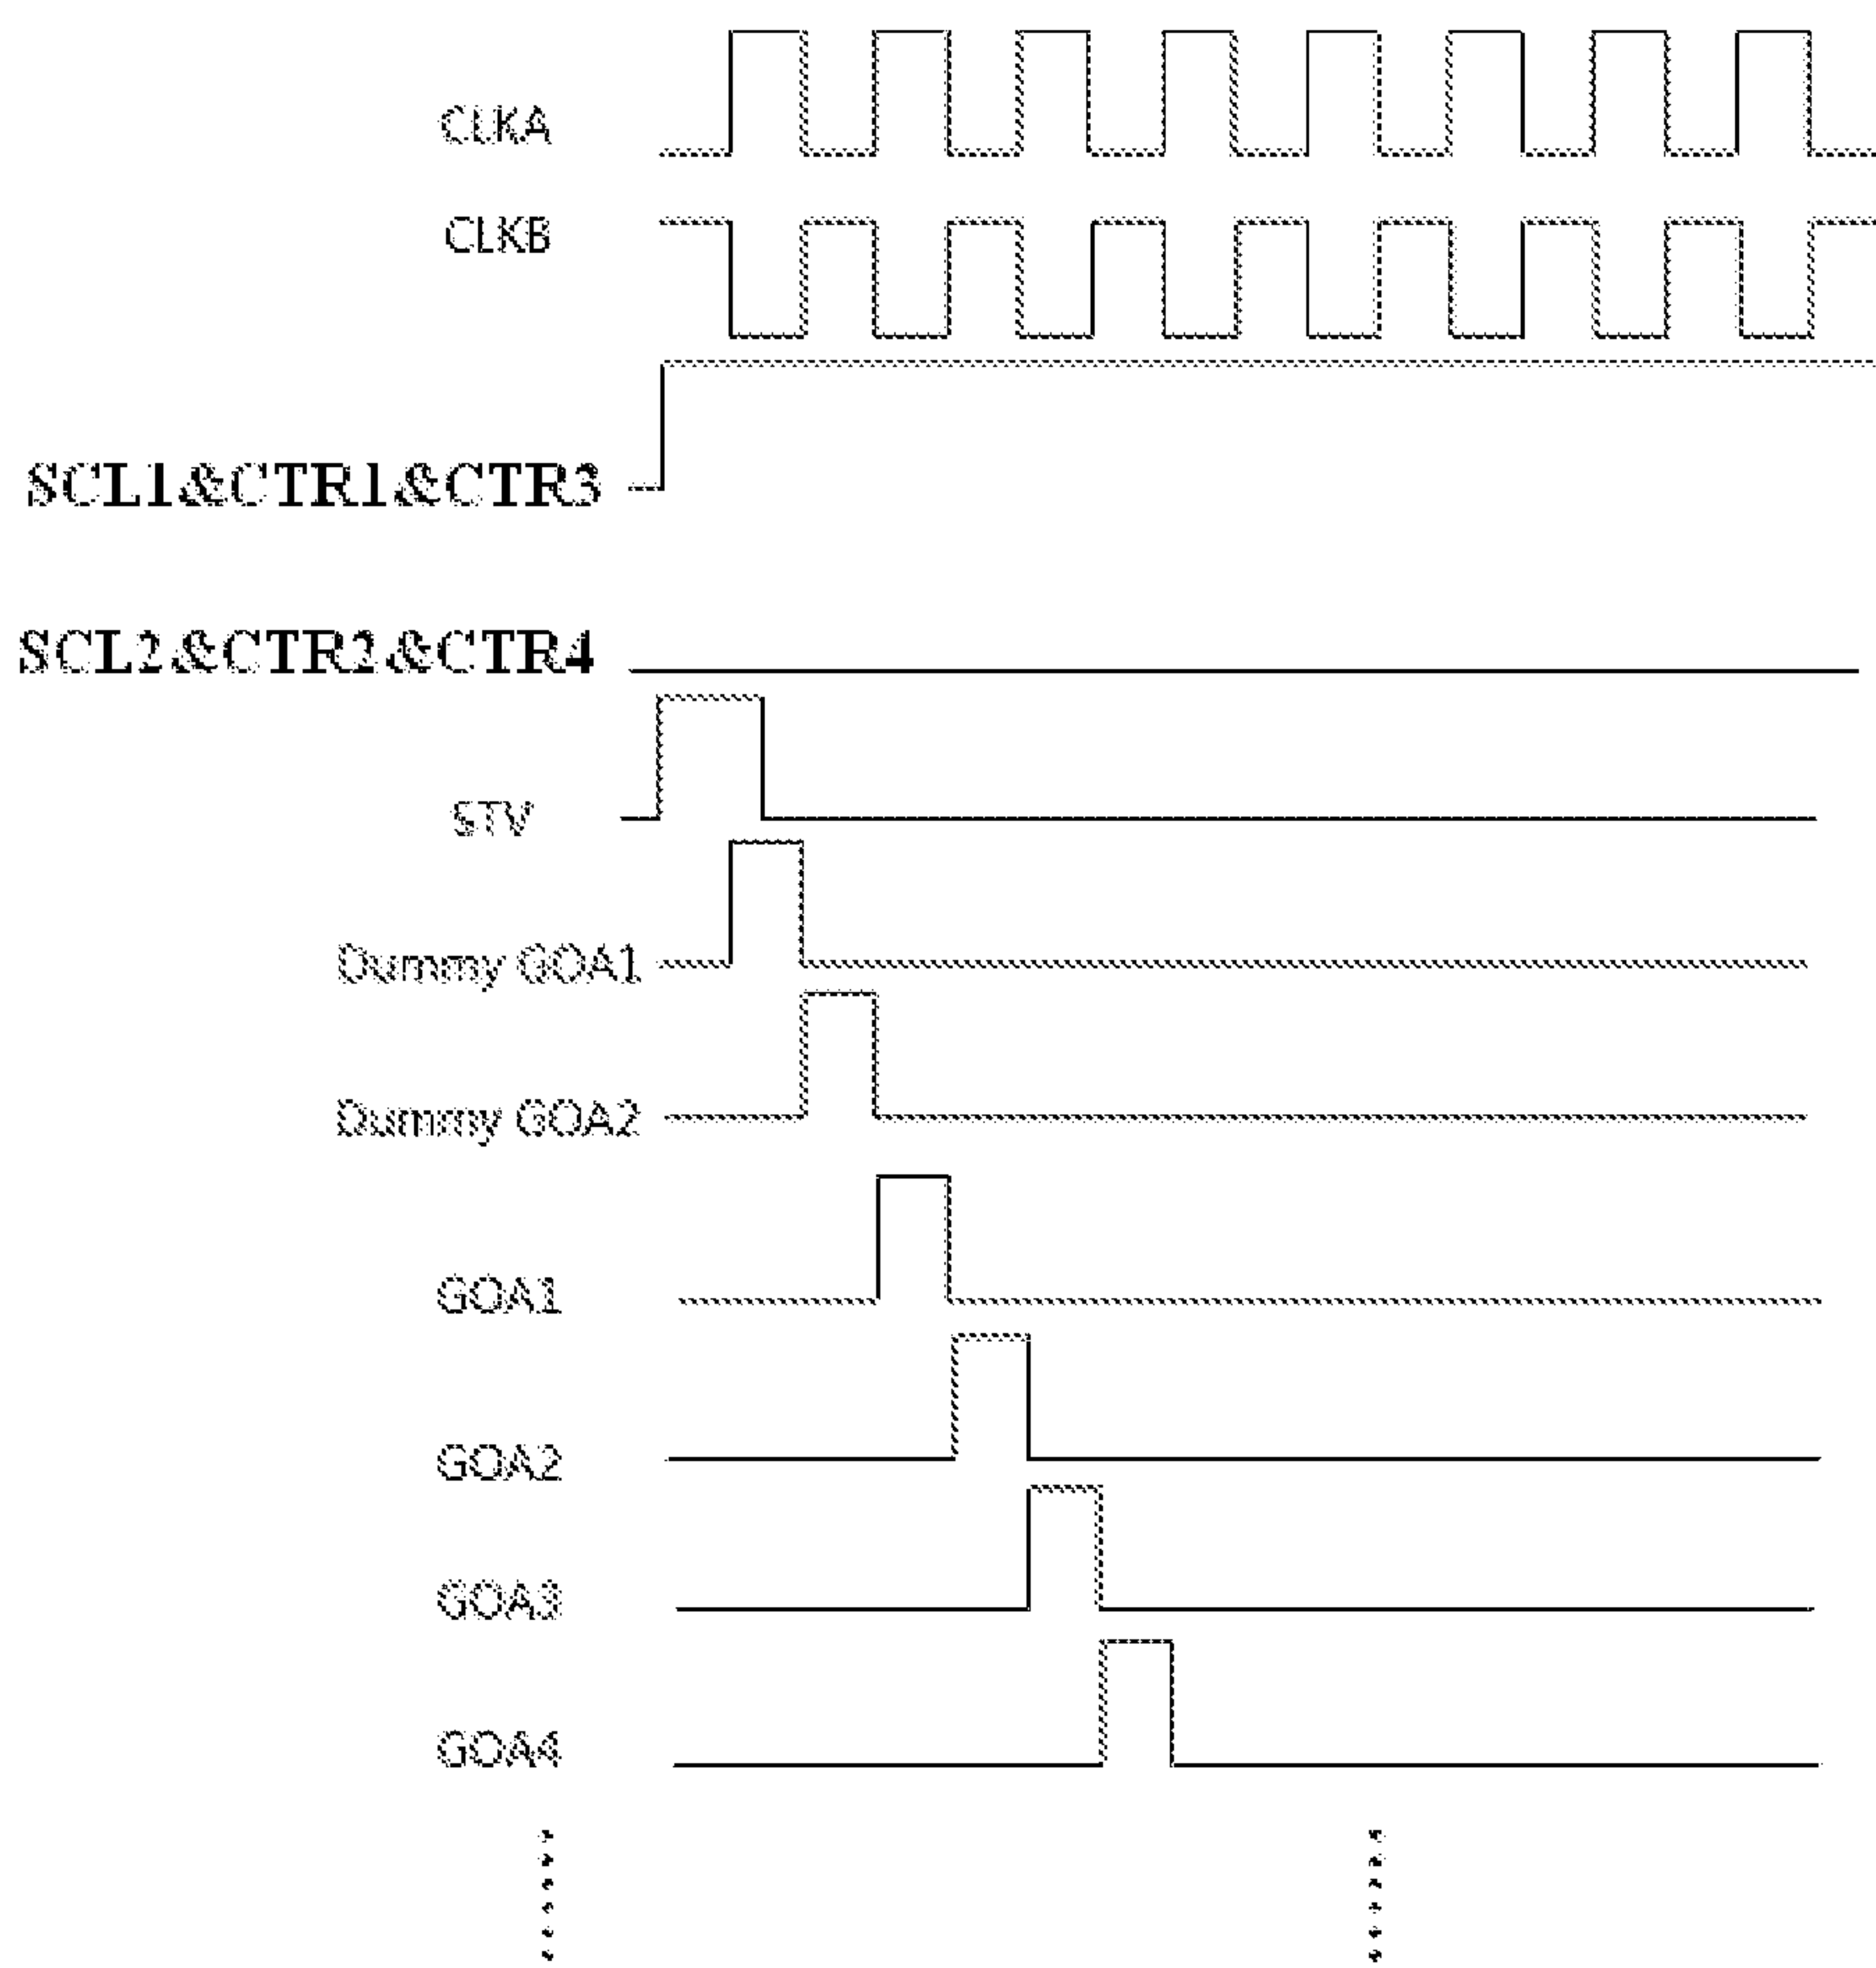 CLKA
CLKB
SCL1&CTR1&CTR3
SCL2&CTR2&CTR4
STV
Dummy GOA1
Dummy GOA2
GOA1
GOA2
GOA3
GOA4